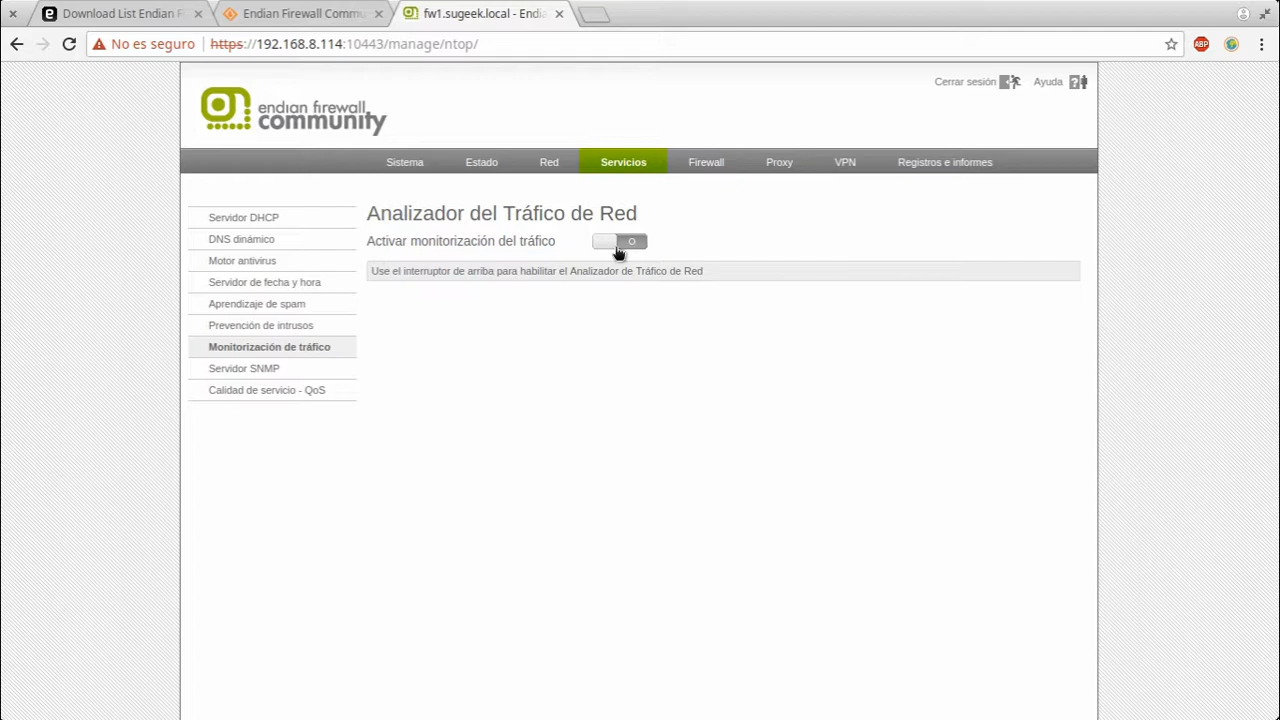 Download List Endian F
Endian Firewall Commu
fw1.sugeek.local - Endia
No es seguro https://192.168.8.114:10443/manage/ntop/
ABP
Cerrar sesión Ayuda
endian firewall
community
Sistema Estado Red Servicios Firewall Proxy VPN Registros e informes
Servidor DHCP
DNS dinámico
Motor antivirus
Servidor de fecha y hora
Aprendizaje de spam
Prevención de intrusos
Monitorización de tráfico
Servidor SNMP
Calidad de servicio - QoS
Analizador del Tráfico de Red
Activar monitorización del tráfico
Use el interruptor de arriba para habilitar el Analizador de Tráfico de Red